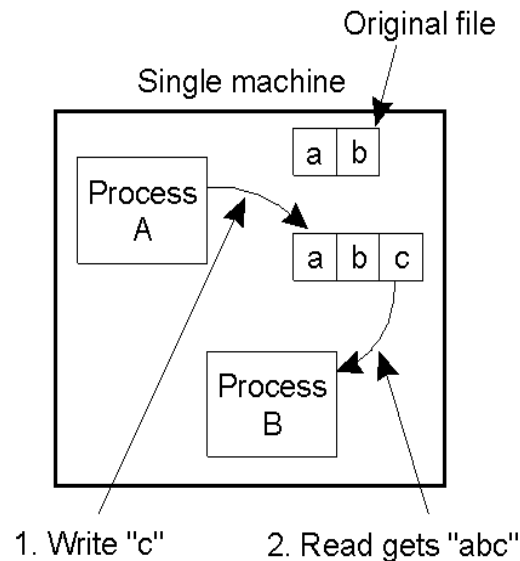 Original file
Single machine
a b
Process
A
a b c
Process
B
1. Write "c"
2. Read gets "abc"